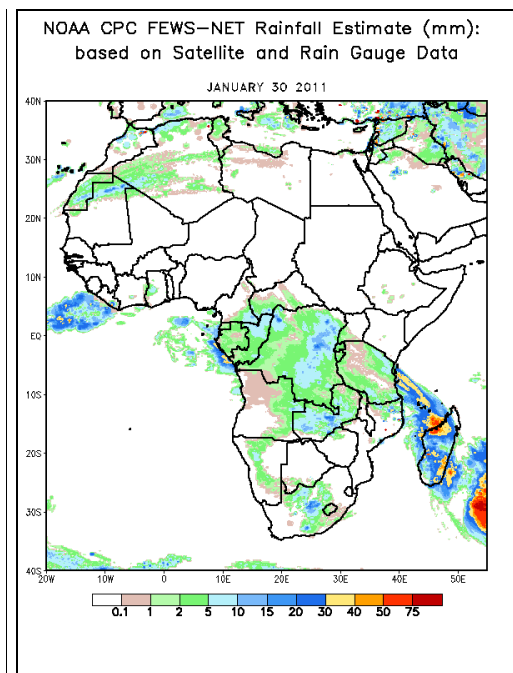 NOAA CPC FEWS-NET Rainfall Estimate (mm):
based on Satellite and Rain Gauge Data
JANUARY 30 2011
40N
30N
20N
10N
EQ
10S
20S
30S
40S
20W 10W 0 10E 20E 30E 40E 50E
0.1 1 2 5 10 15 20 30 40 50 75